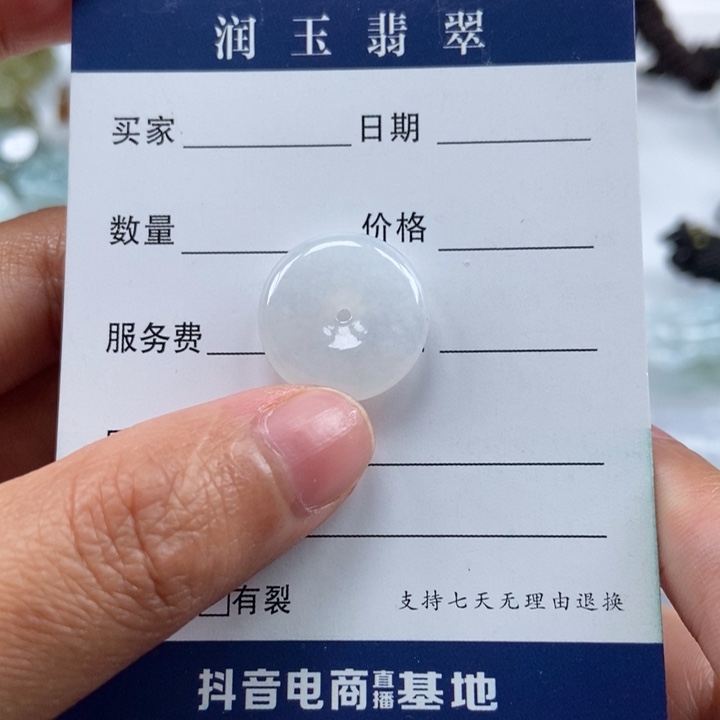 润玉翡翠
买家 日期
数量 价格
服务费
有裂 支持七天无理由退换
抖音电商直播基地